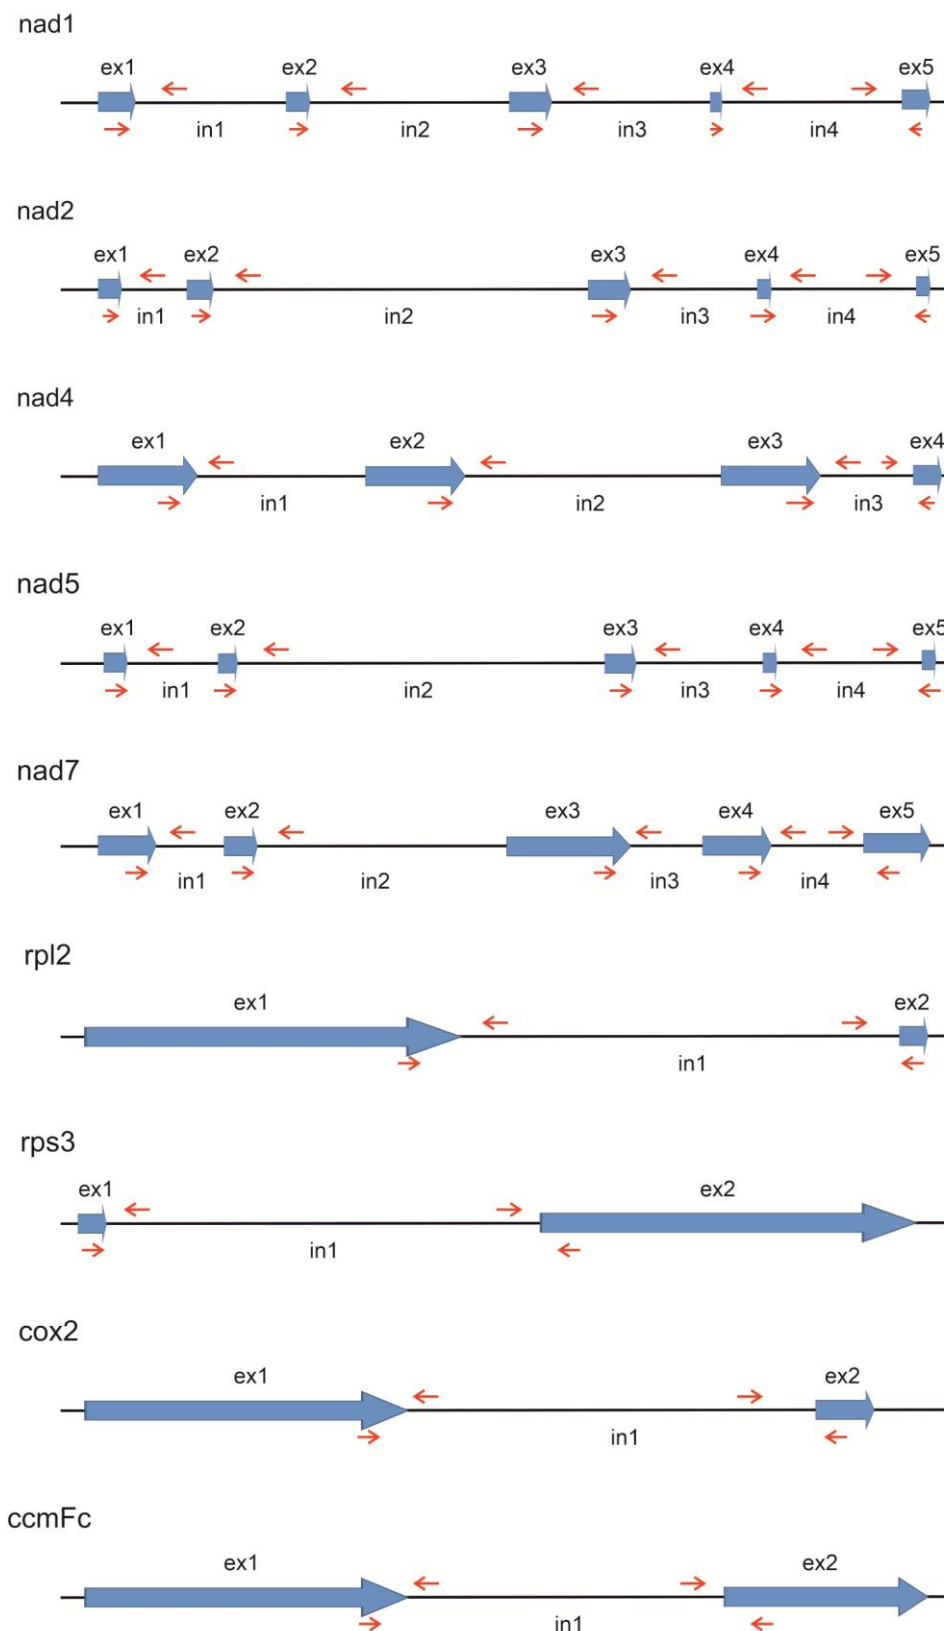 nad1
ex1 ex2 ex3 ex4 ex5
in1 in2 in3 in4
nad2
ex1 ex2 ex3 ex4 ex5
in1 in2 in3 in4
nad4
ex1 ex2 ex3 ex4
in1 in2 in3
nad5
ex1 ex2 ex3 ex4 ex5
in1 in2 in3 in4
nad7
ex1 ex2 ex3 ex4 ex5
in1 in2 in3 in4
rpl2
ex1 ex2
in1
rps3
ex1 ex2
in1
cox2
ex1 ex2
in1
ccmFc
ex1 ex2
in1